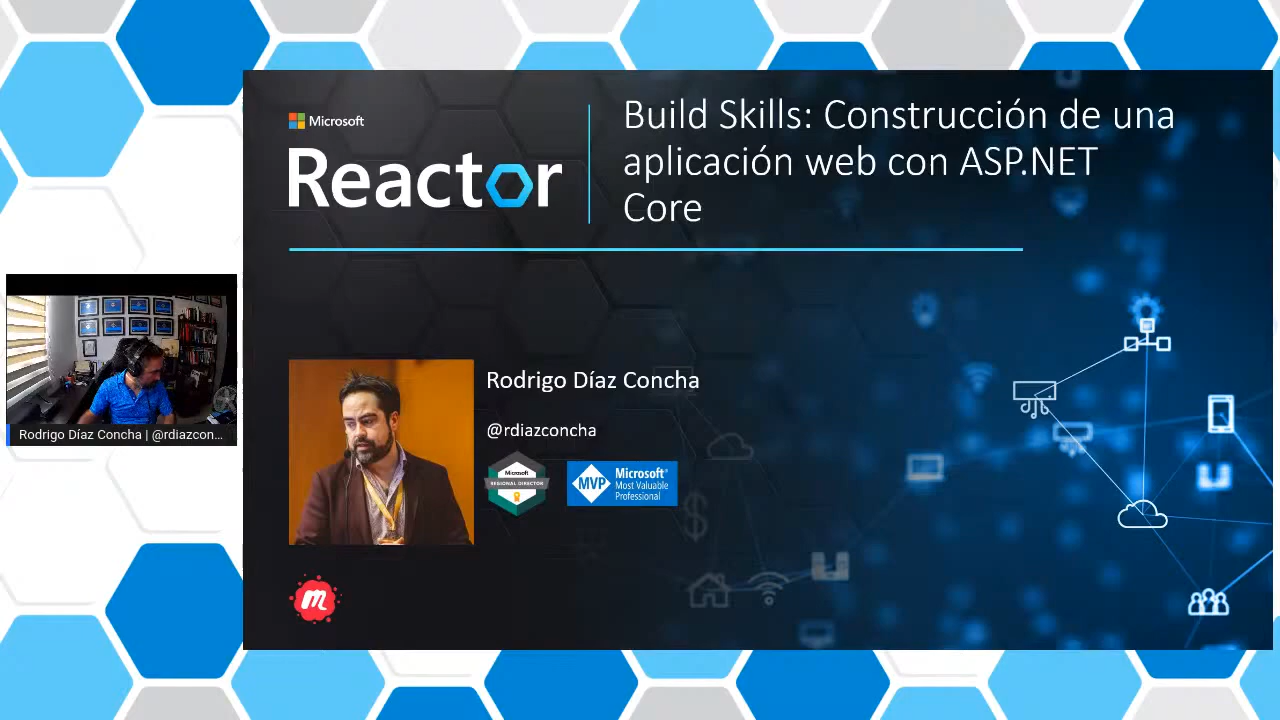 Microsoft
Reactor
Build Skills: Construcción de una
aplicación web con ASP.NET
Core
Rodrigo Díaz Concha
@rdiazconcha
Microsoft
REGIONAL DIRECTOR
MVP
Microsoft®
Most Valuable
Professional
Rodrigo Díaz Concha | @rdiazcon...
m